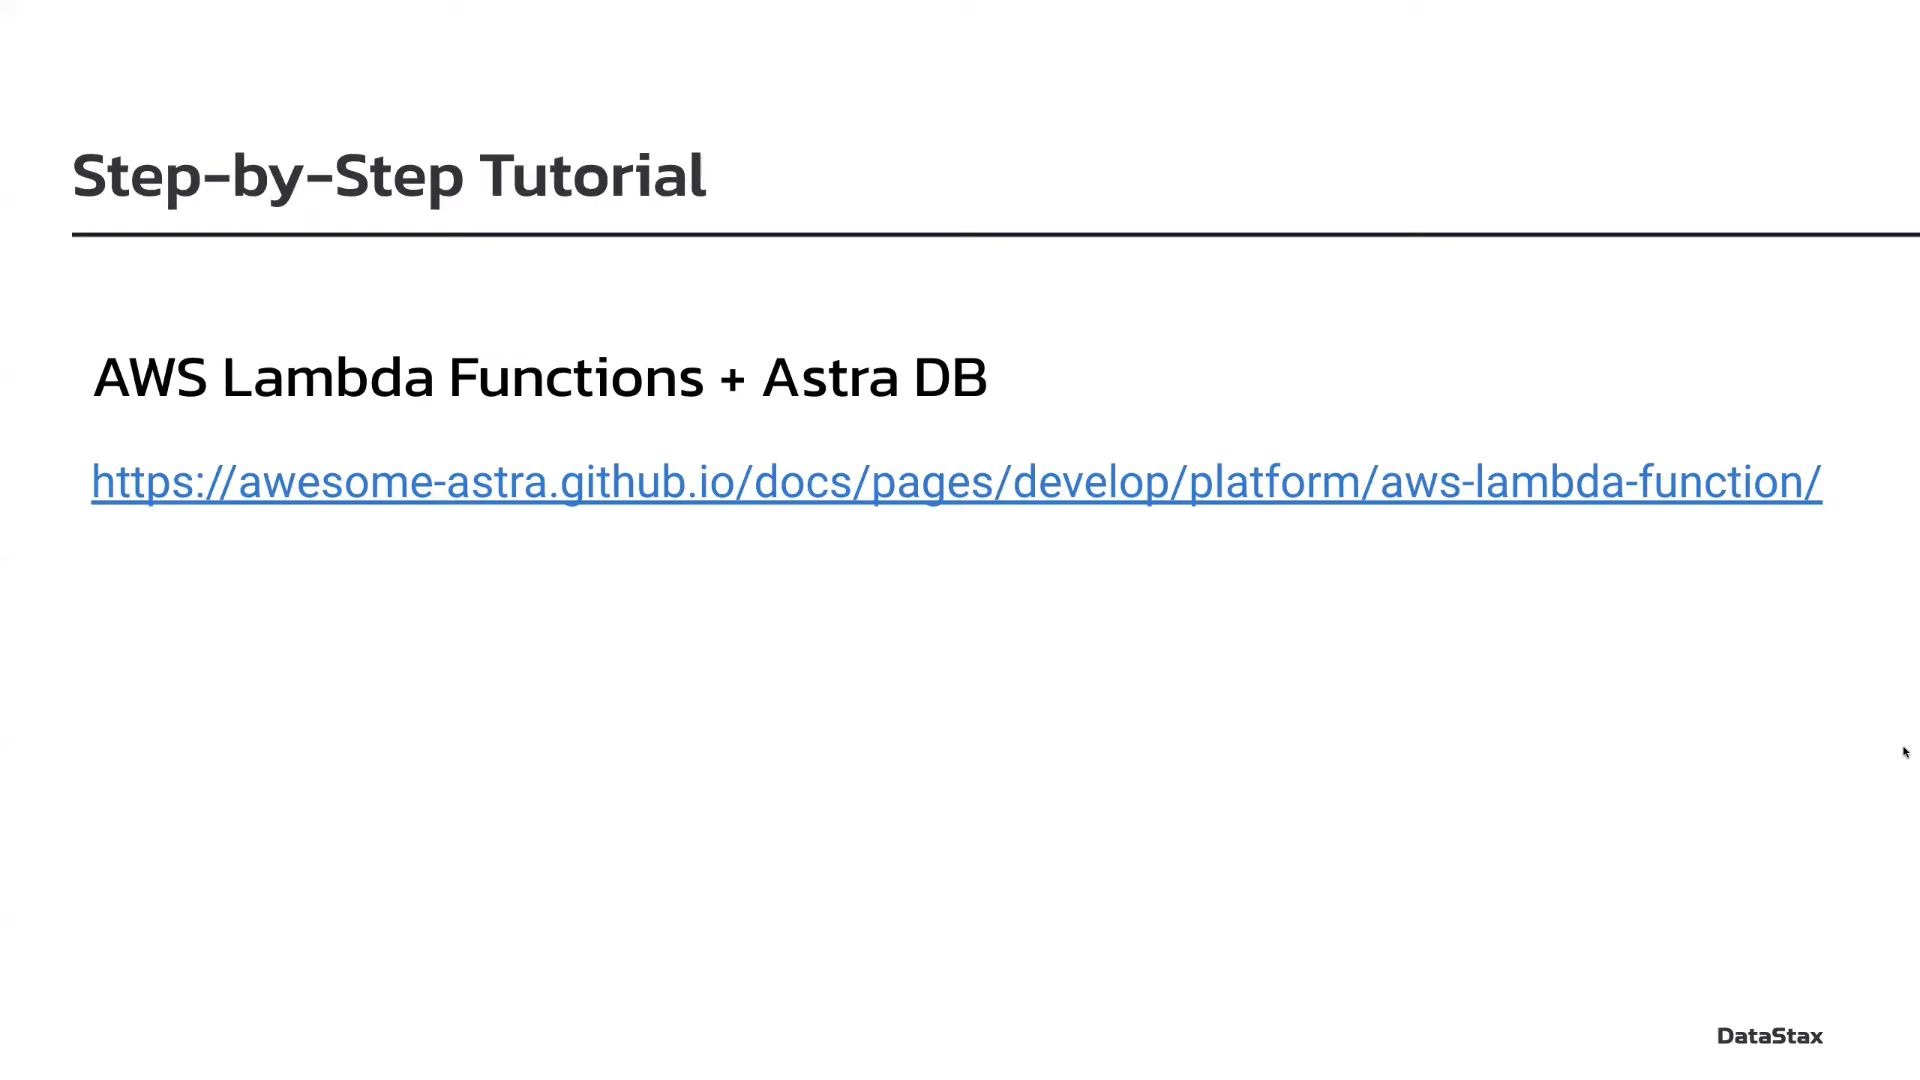 Step-by-Step Tutorial
AWS Lambda Functions + Astra DB
https://awesome-astra.github.io/docs/pages/develop/platform/aws-lambda-function/
DataStax